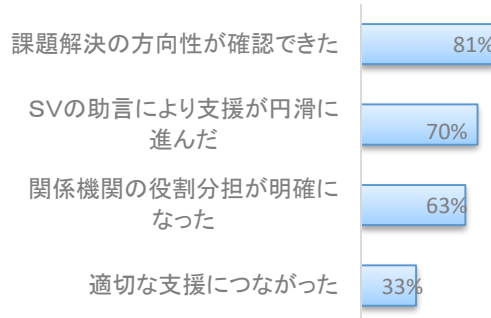 課題解決の方向性が確認できた
81%
SVの助言により支援が円滑に
進んだ
70%
関係機関の役割分担が明確に
なった
63%
適切な支援につながった
33%